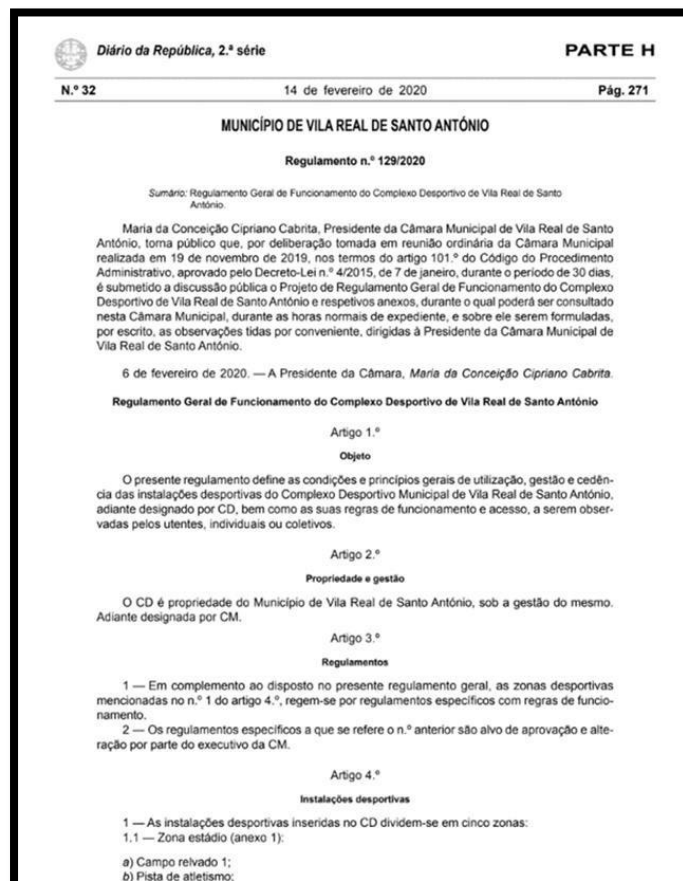 Diário da República, 2.ª série
PARTE H
N.º 32
14 de fevereiro de 2020
Pág. 271
MUNICÍPIO DE VILA REAL DE SANTO ANTÓNIO
Regulamento n.º 129/2020
Sumário: Regulamento Geral de Funcionamento do Complexo Desportivo de Vila Real de Santo
António.
Maria da Conceição Cipriano Cabrita, Presidente da Câmara Municipal de Vila Real de Santo
António, torna público que, por deliberação tomada em reunião ordinária da Câmara Municipal
realizada em 19 de novembro de 2019, nos termos do artigo 101.º do Código do Procedimento
Administrativo, aprovado pelo Decreto-Lei n.º 4/2015, de 7 de janeiro, durante o período de 30 dias,
é submetido a discussão pública o Projeto de Regulamento Geral de Funcionamento do Complexo
Desportivo de Vila Real de Santo António e respetivos anexos, durante o qual poderá ser consultado
nesta Câmara Municipal, durante as horas normais de expediente, e sobre ele serem formuladas,
por escrito, as observações tidas por conveniente, dirigidas à Presidente da Câmara Municipal de
Vila Real de Santo António.
6 de fevereiro de 2020. — A Presidente da Câmara, Maria da Conceição Cipriano Cabrita.
Regulamento Geral de Funcionamento do Complexo Desportivo de Vila Real de Santo António
Artigo 1.º
Objeto
O presente regulamento define as condições e princípios gerais de utilização, gestão e cedên-
cia das instalações desportivas do Complexo Desportivo Municipal de Vila Real de Santo António,
adiante designado por CD, bem como as suas regras de funcionamento e acesso, a serem obser-
vadas pelos utentes, individuais ou coletivos.
Artigo 2.º
Propriedade e gestão
O CD é propriedade do Município de Vila Real de Santo António, sob a gestão do mesmo.
Adiante designada por CM.
Artigo 3.º
Regulamentos
1 — Em complemento ao disposto no presente regulamento geral, as zonas desportivas
mencionadas no n.º 1 do artigo 4.º, regem-se por regulamentos específicos com regras de funcio-
namento.
2 — Os regulamentos específicos a que se refere o n.º anterior são alvo de aprovação e alte-
ração por parte do executivo da CM.
Artigo 4.º
Instalações desportivas
1 — As instalações desportivas inseridas no CD dividem-se em cinco zonas:
1.1 — Zona estádio (anexo 1):
a) Campo relvado 1;
b) Pista de atletismo;